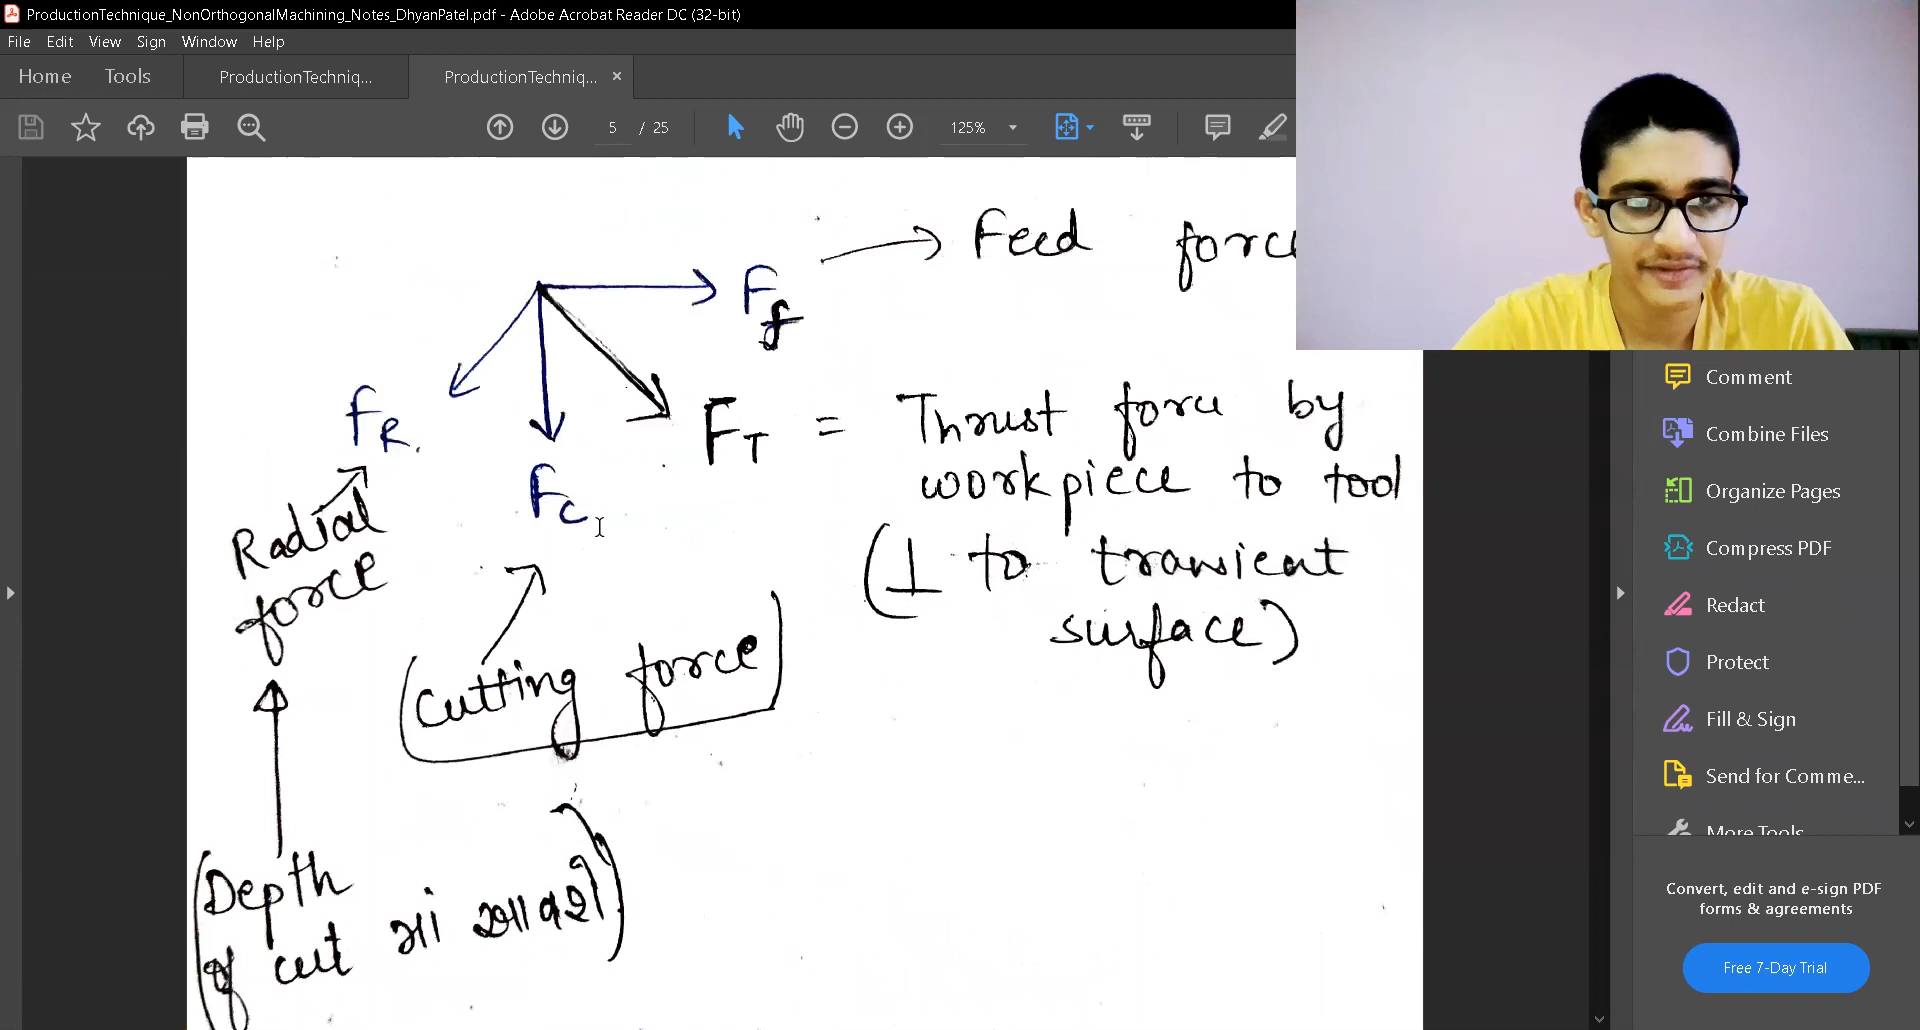 ProductionTechnique_NonOrthogonalMachining_Notes_DhyanPatel.pdf - Adobe Acrobat Reader DC (32-bit)
File Edit View Sign Window Help
Home Tools ProductionTechniq... ProductionTechniq... ×
5 / 25 125%
Feed force
Ff
FR
FT = Thrust force by
workpiece to tool
(⊥ to transient
surface)
Fc
Radial
force
(Cutting force)
(Depth
of cut માં આવશે)
Comment
Combine Files
Organize Pages
Compress PDF
Redact
Protect
Fill & Sign
Send for Comme...
More Tools
Convert, edit and e-sign PDF
forms & agreements
Free 7-Day Trial